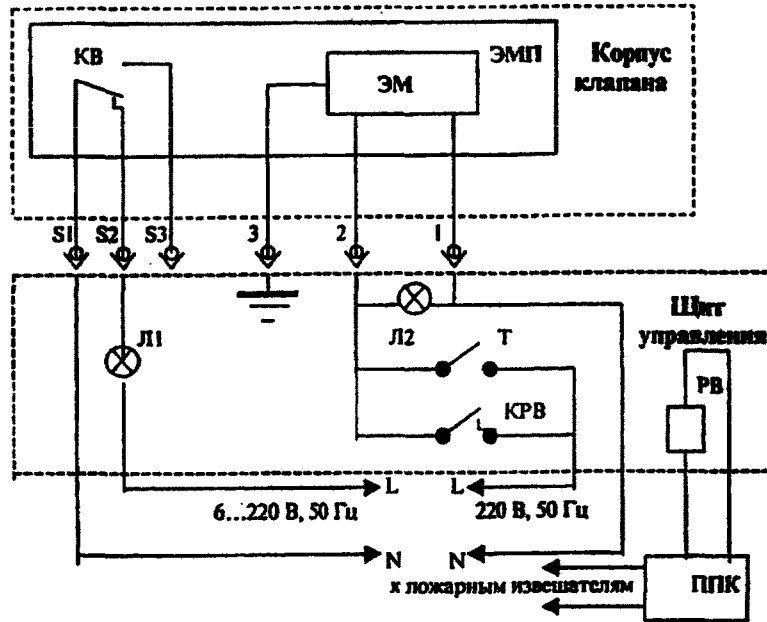 КВ
ЭМП
ЭМ
Корпус
клапана
S1
S2
S3
3
2
1
Л1
Л2
Т
КРВ
Щит
управления
РВ
L
L
6...220 В, 50 Гц
220 В, 50 Гц
N
N
к пожарным извещателям
ППК